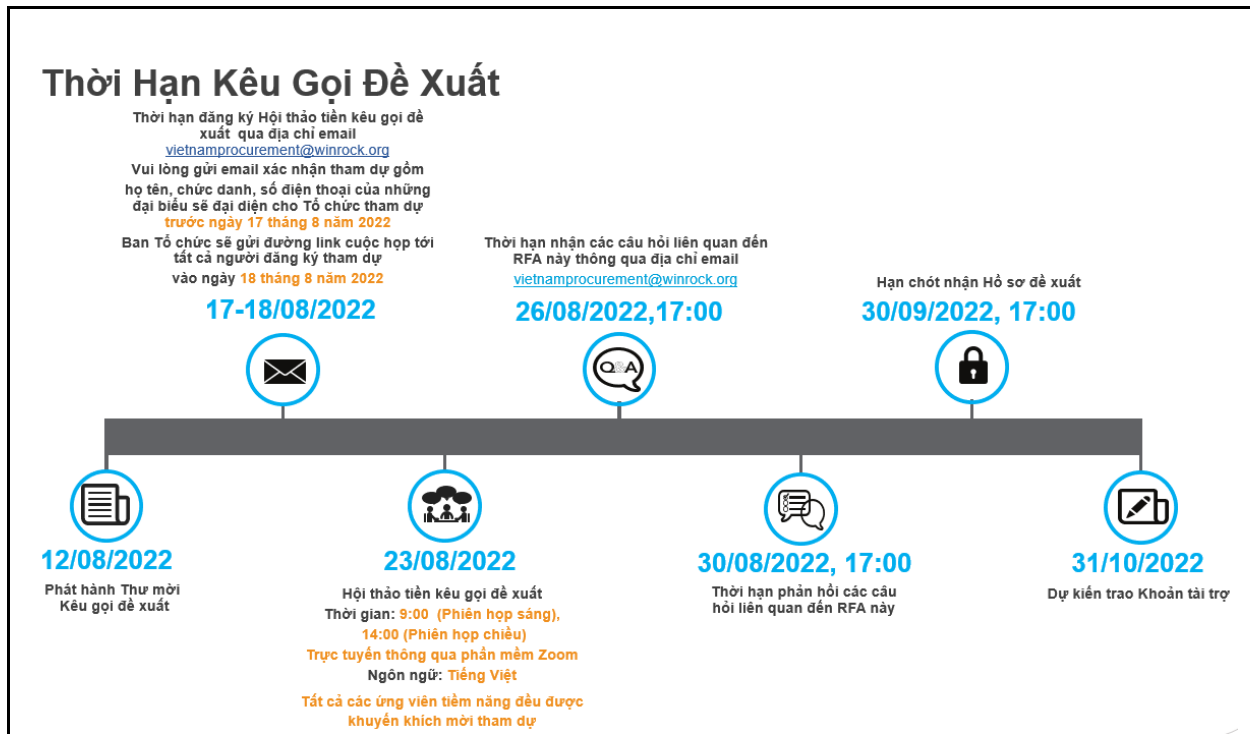 Thời Hạn Kêu Gọi Đề Xuất
Thời hạn đăng ký Hội thảo tiền kêu gọi đề
xuất qua địa chỉ email
vietnamprocurement@winrock.org
Vui lòng gửi email xác nhận tham dự gồm
họ tên, chức danh, số điện thoại của những
đại biểu sẽ đại diện cho Tổ chức tham dự
trước ngày 17 tháng 8 năm 2022
Ban Tổ chức sẽ gửi đường link cuộc họp tới
tất cả người đăng ký tham dự
vào ngày 18 tháng 8 năm 2022
17-18/08/2022
Thời hạn nhận các câu hỏi liên quan đến
RFA này thông qua địa chỉ email
vietnamprocurement@winrock.org
26/08/2022,17:00
Q&A
Hạn chót nhận Hồ sơ đề xuất
30/09/2022, 17:00
12/08/2022
Phát hành Thư mời
Kêu gọi đề xuất
23/08/2022
Hội thảo tiền kêu gọi đề xuất
Thời gian: 9:00 (Phiên họp sáng),
14:00 (Phiên họp chiều)
Trực tuyến thông qua phần mềm Zoom
Ngôn ngữ: Tiếng Việt
Tất cả các ứng viên tiềm năng đều được
khuyến khích mời tham dự
30/08/2022, 17:00
Thời hạn phản hồi các câu
hỏi liên quan đến RFA này
31/10/2022
Dự kiến trao Khoản tài trợ